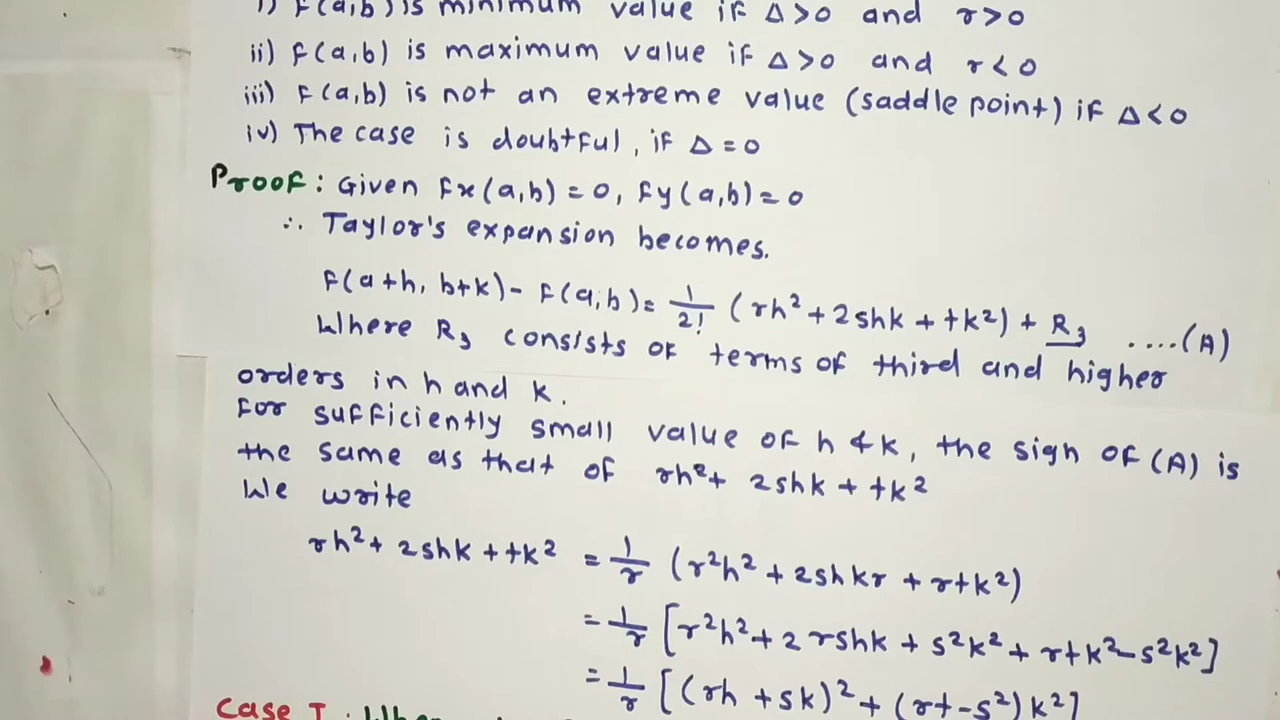 i) F(a,b) is minimum value if Δ>0 and r>0
ii) F(a,b) is maximum value if Δ>0 and r<0
iii) F(a,b) is not an extreme value (saddle point) if Δ<0
iv) The case is doubtful, if Δ=0
Proof: Given Fx(a,b)=0, Fy(a,b)=0
∴ Taylor's expansion becomes.
F(a+h, b+k)- F(a,b)= 1/2! (rh²+2shk+tk²)+ R₃ ....(A)
Where R₃ consists of terms of third and higher
orders in h and k.
For sufficiently small value of h & k, the sign of (A) is
the same as that of rh²+ 2shk+tk²
We write
rh²+2shk+tk² = 1/r (r²h²+2shkr+rtk²)
= 1/r [r²h²+2rshk+s²k²+rtk²-s²k²]
= 1/r [(rh+sk)²+(rt-s²)k²]
Case I: When